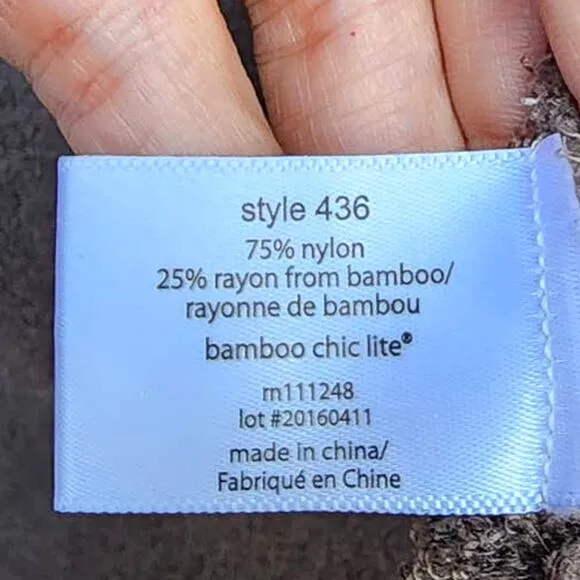 style 436
75% nylon
25% rayon from bamboo/
rayonne de bambou
bamboo chic lite®
rn111248
lot #20160411
made in china/
Fabriqué en Chine